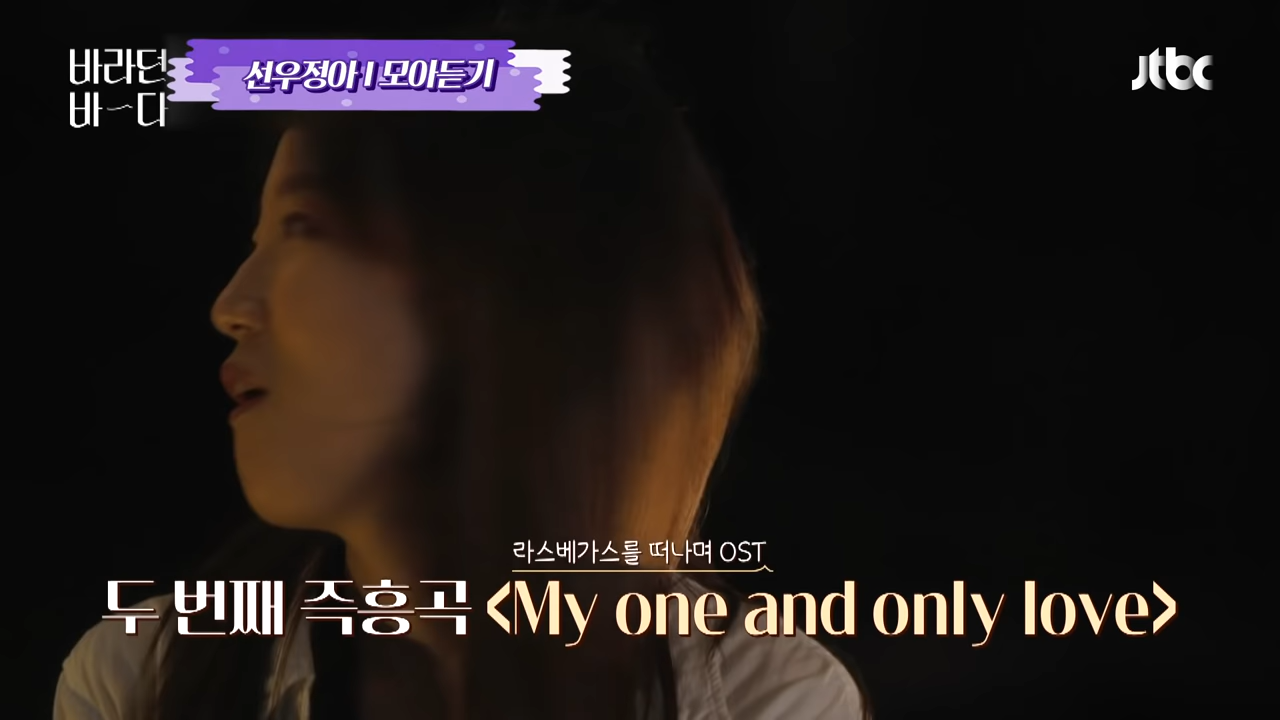 바라던
바다
선우정아 | 모아듣기
jtbc
라스베가스를 떠나며 OST
두 번째 즉흥곡 <My one and only love>